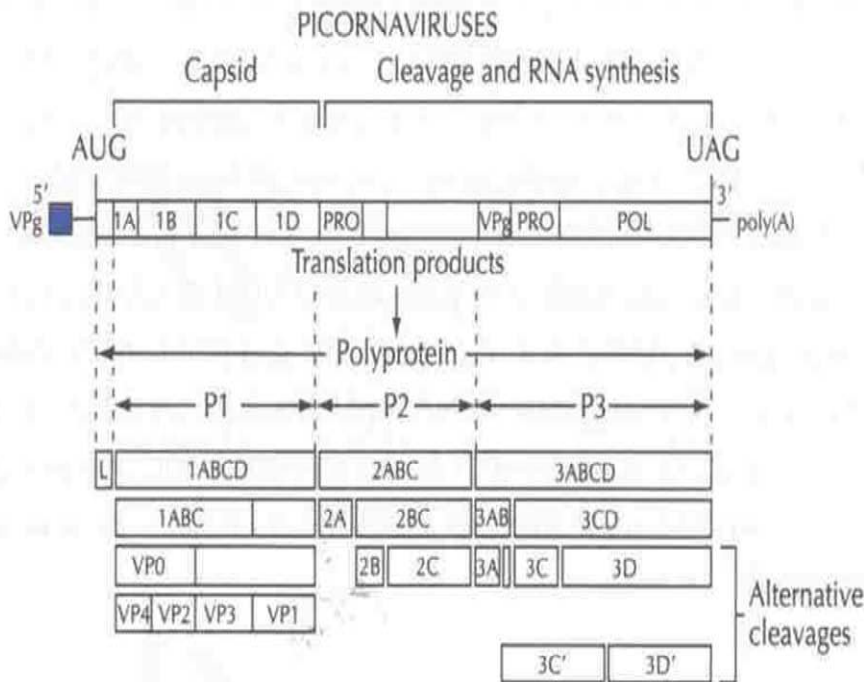 PICORNAVIRUSES
Capsid Cleavage and RNA synthesis
AUG UAG
5' 3'
VPg 1A 1B 1C 1D PRO VPg PRO POL poly(A)
Translation products
Polyprotein
P1 P2 P3
L 1ABCD 2ABC 3ABCD
1ABC 2A 2BC 3AB 3CD
VP0 2B 2C 3A 3C 3D
VP4 VP2 VP3 VP1
Alternative
cleavages
3C' 3D'